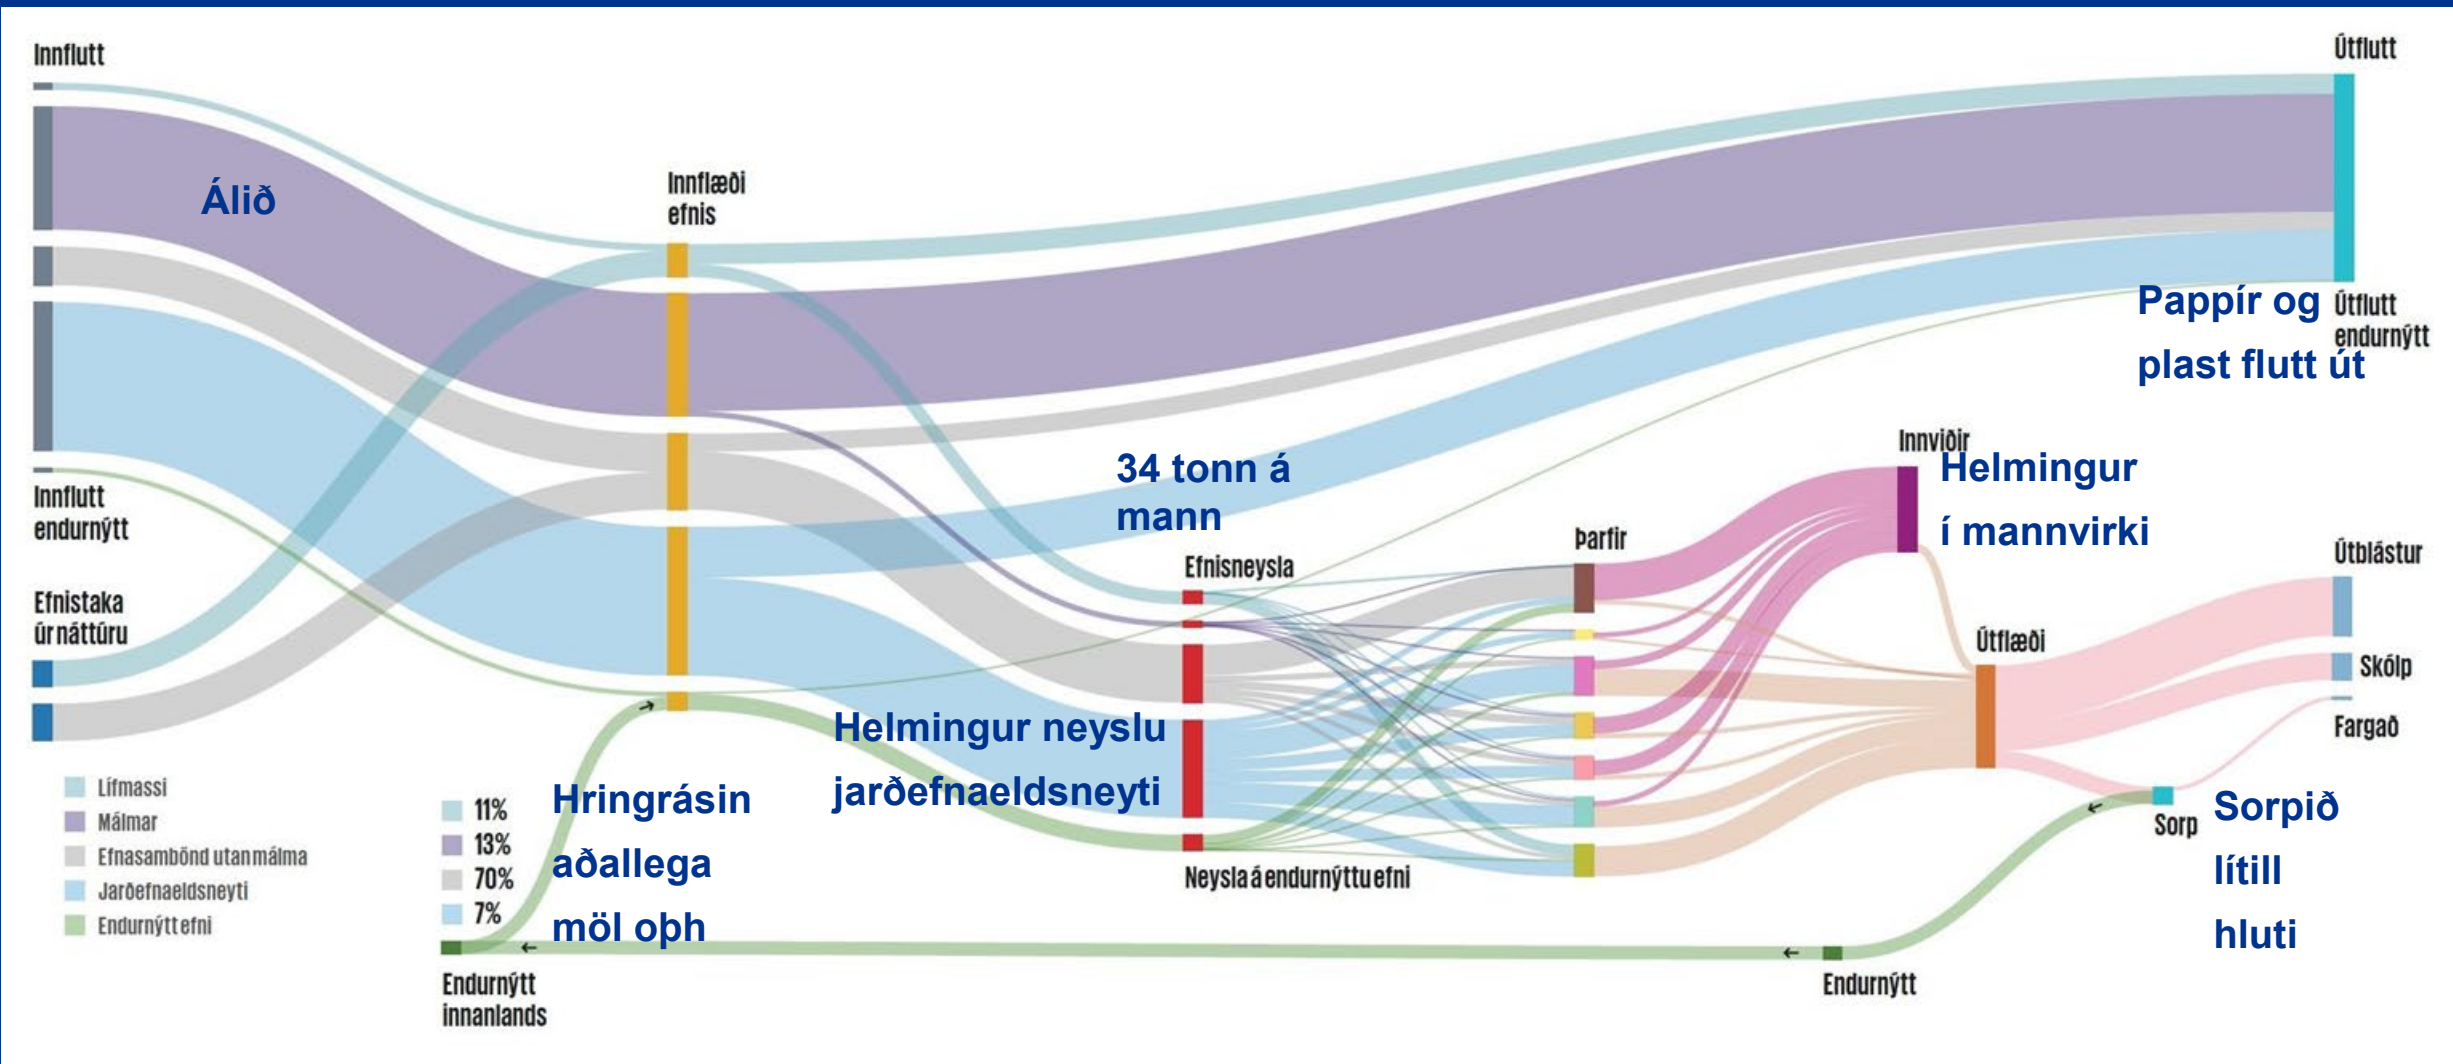 Innflutt
Álið
Innflutt
endurnýtt
Efnistaka
úr náttúru
Innflæði
efnis
Útflutt
Pappír og
plast flutt út
Útflutt
endurnýtt
34 tonn á
mann
Efnisneysla
Þarfir
Innviðir
Helmingur
í mannvirki
Útflæði
Útblástur
Skólp
Fargað
Helmingur neyslu
jarðefnaeldsneyti
Neysla á endurnýttu efni
Sorp
Sorpið
lítill
hluti
Lífmassi
Málmar
Efnasambönd utan málma
Jarðefnaeldsneyti
Endurnýtt efni
11%
13%
70%
7%
Hringrásin
aðallega
möl oþh
Endurnýtt
innanlands
Endurnýtt